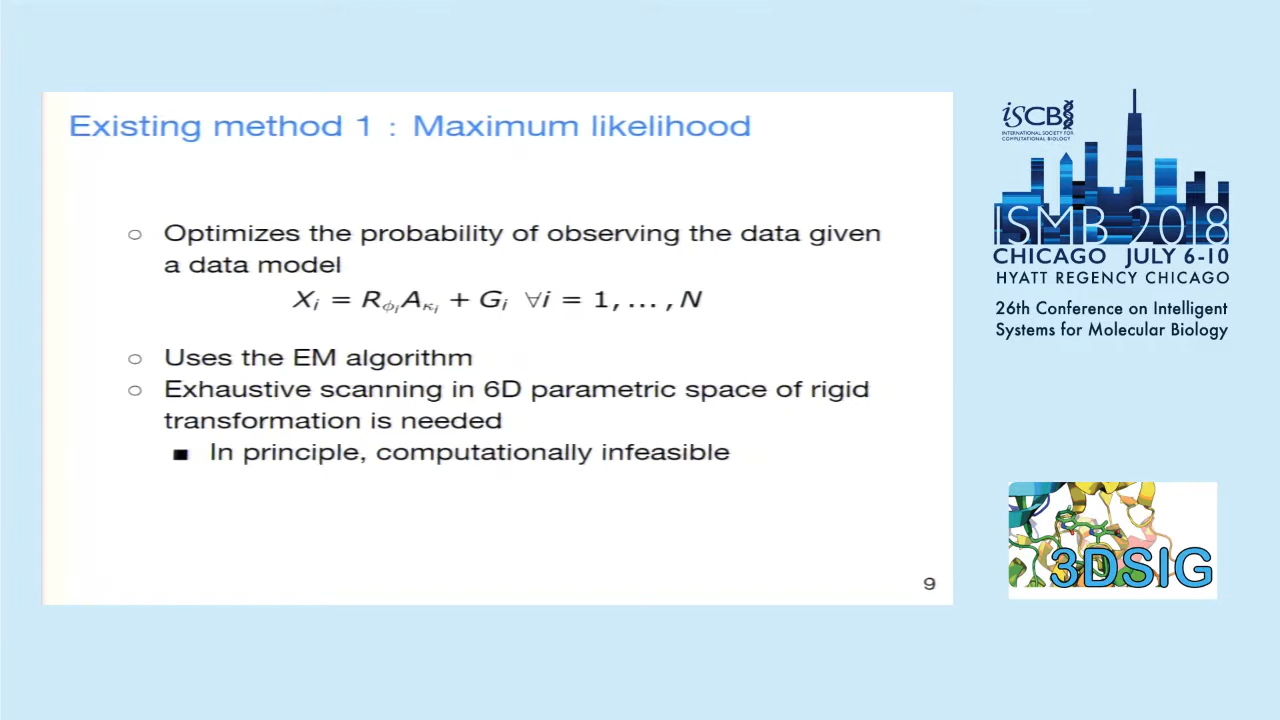 Existing method 1 : Maximum likelihood
○ Optimizes the probability of observing the data given
a data model
X_i = R_{ϕ_i} A_{κ_i} + G_i ∀i = 1, ... , N
○ Uses the EM algorithm
○ Exhaustive scanning in 6D parametric space of rigid
transformation is needed
■ In principle, computationally infeasible
9
iSCB
INTERNATIONAL SOCIETY FOR
COMPUTATIONAL BIOLOGY
ISMB 2018
CHICAGO JULY 6-10
HYATT REGENCY CHICAGO
26th Conference on Intelligent
Systems for Molecular Biology
3DSIG